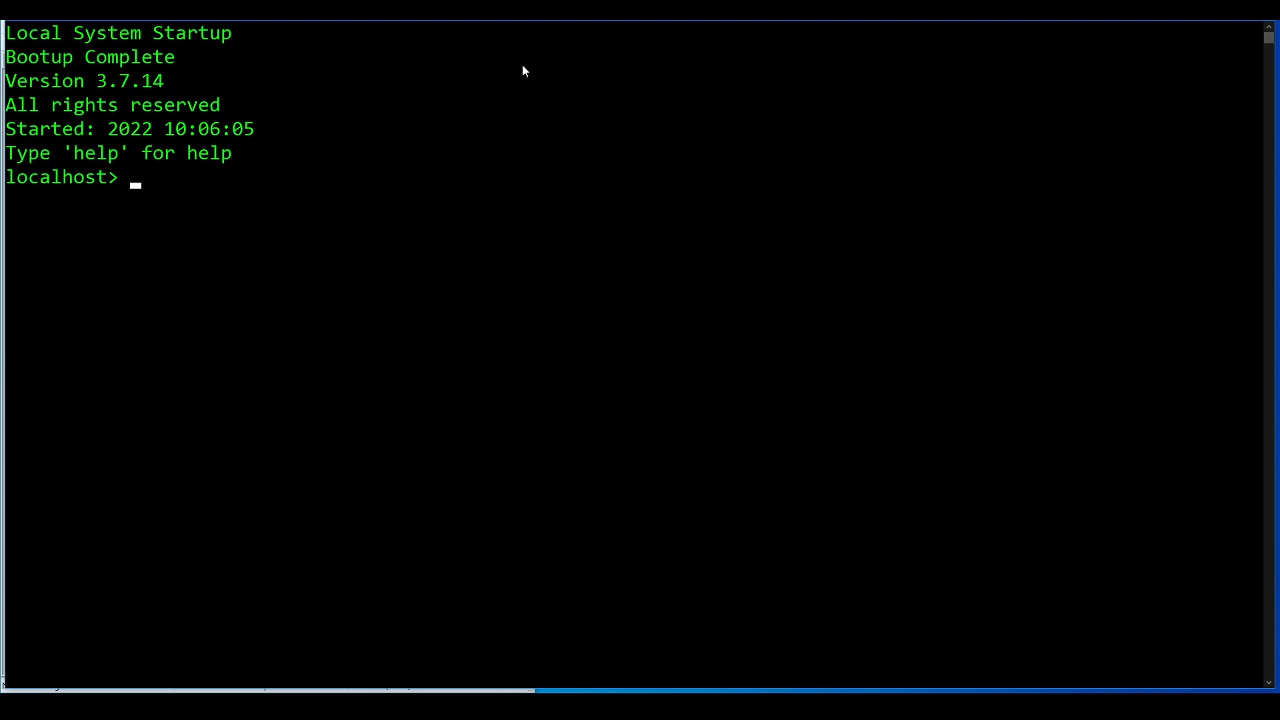 Local System Startup
Bootup Complete
Version 3.7.14
All rights reserved
Started: 2022 10:06:05
Type 'help' for help
localhost>